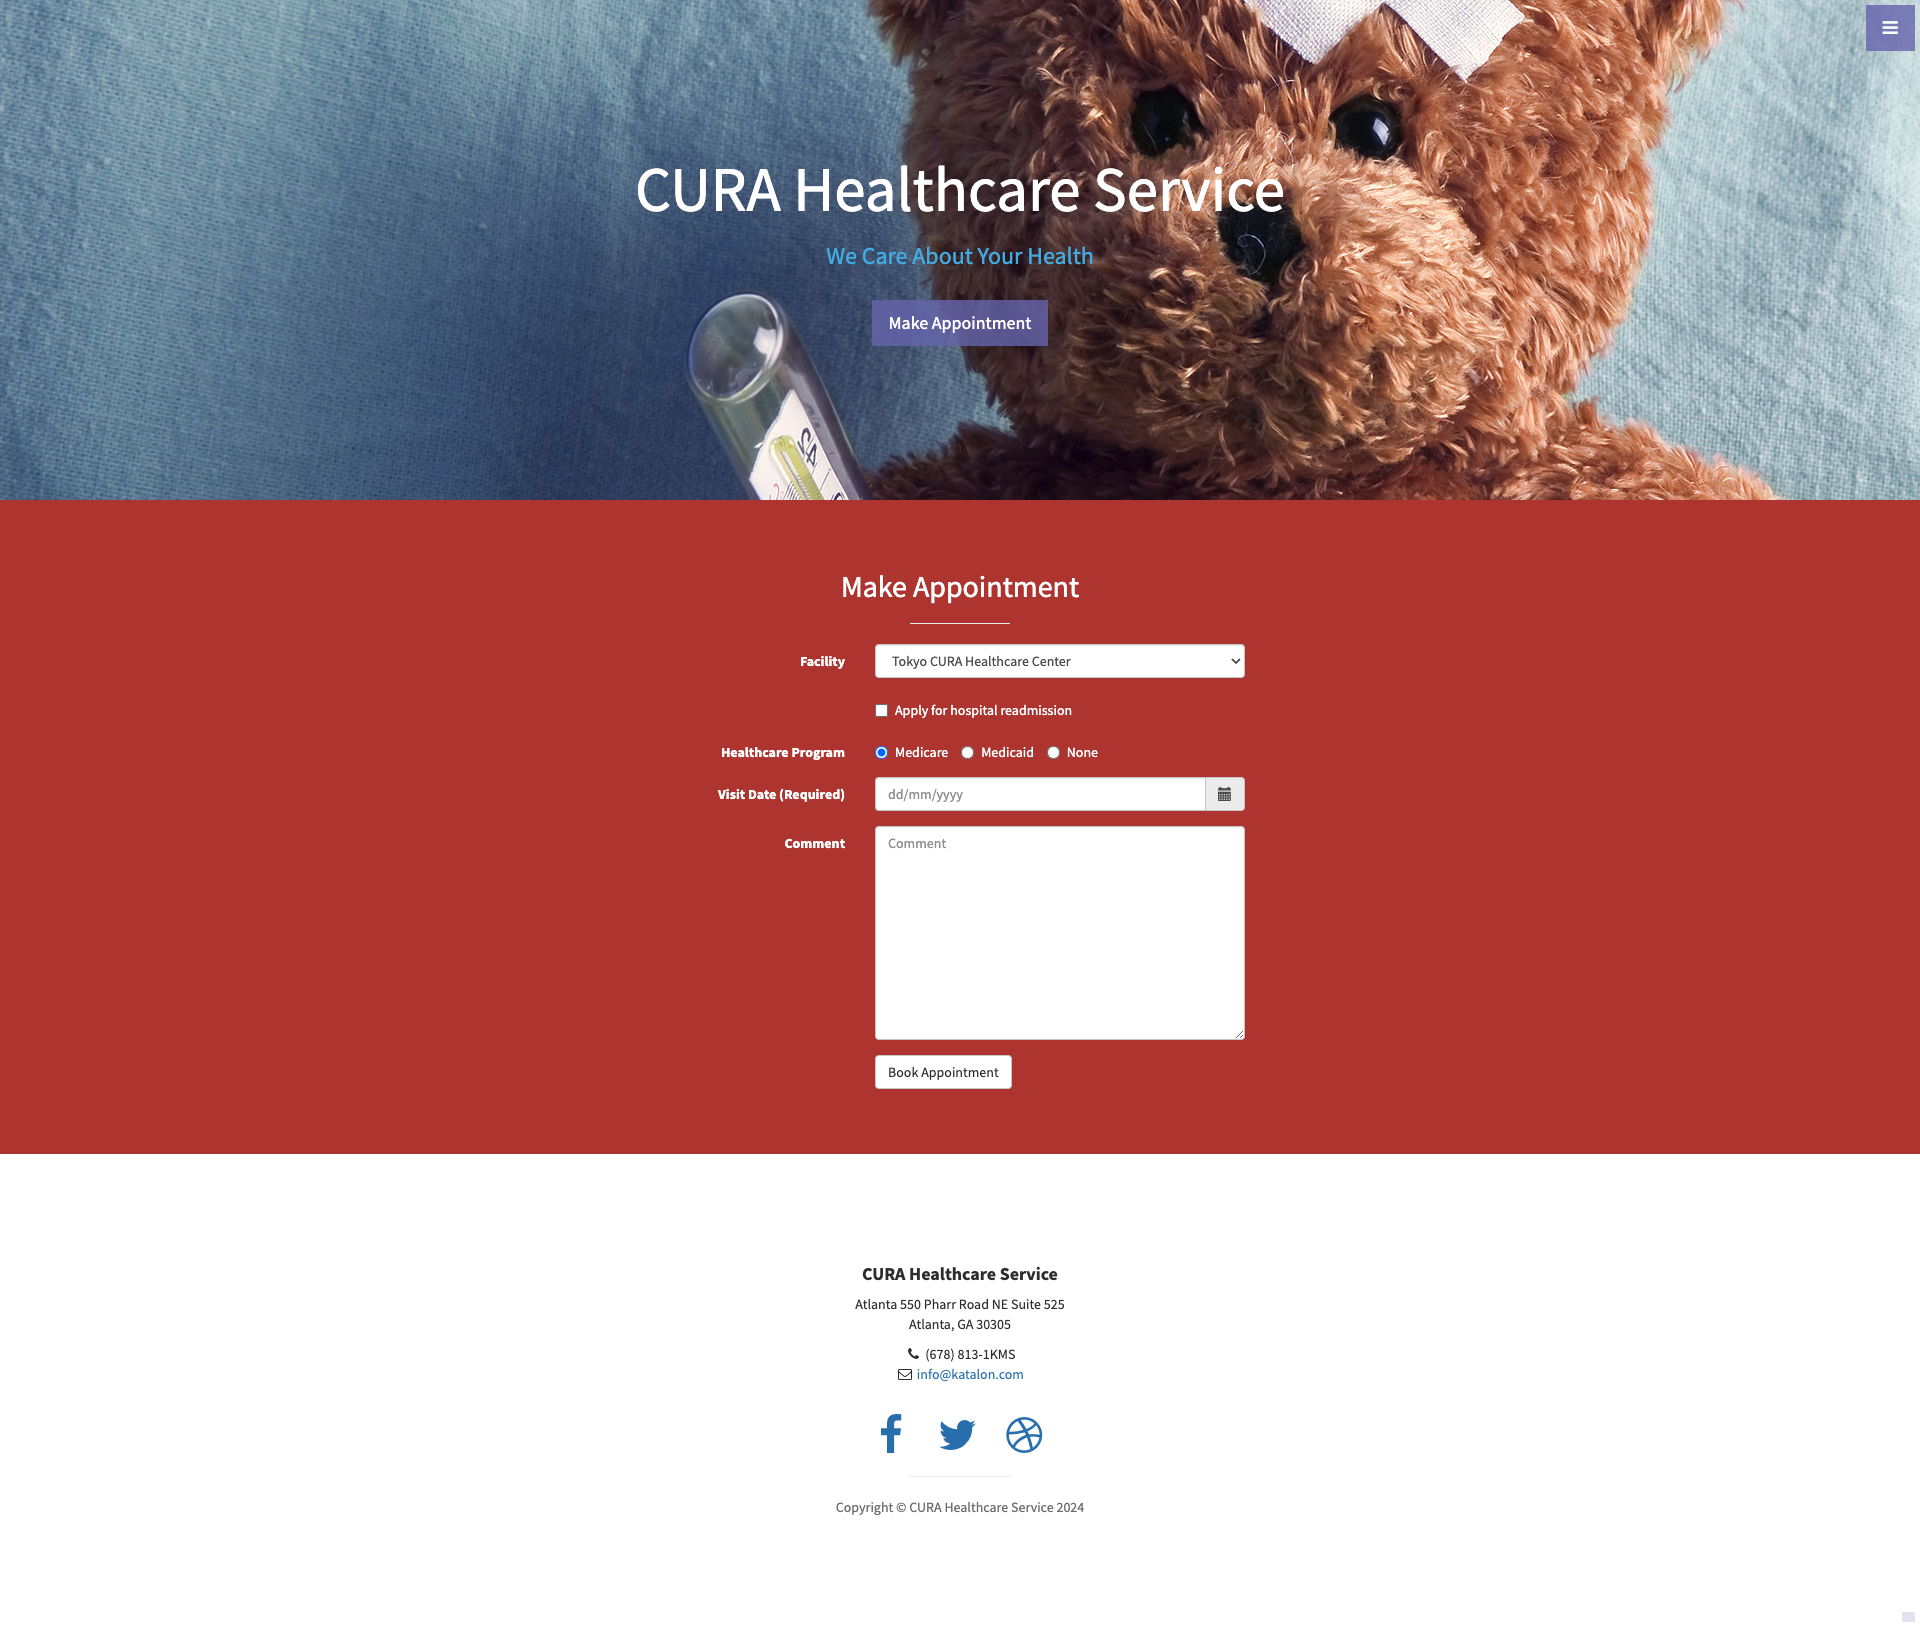 CURA Healthcare Service
We Care About Your Health
Make Appointment
Make Appointment
Facility
Tokyo CURA Healthcare Center
Apply for hospital readmission
Healthcare Program
Medicare
Medicaid
None
Visit Date (Required)
dd/mm/yyyy
Comment
Comment
Book Appointment
CURA Healthcare Service
Atlanta 550 Pharr Road NE Suite 525
Atlanta, GA 30305
(678) 813-1KMS
info@katalon.com
Copyright © CURA Healthcare Service 2024